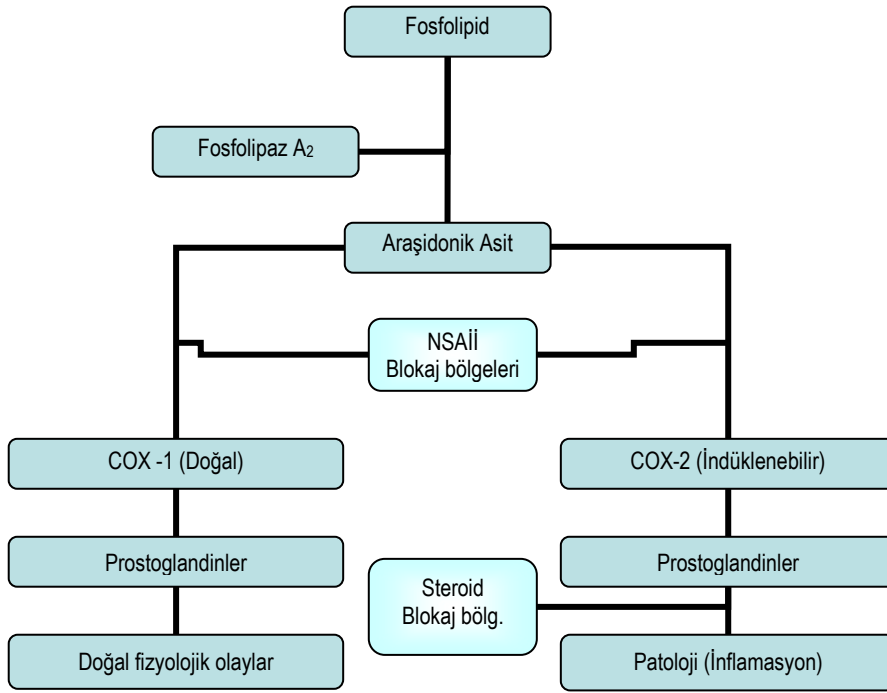 Fosfolipid
Fosfolipaz A₂
Araşidonik Asit
NSAİİ
Blokaj bölgeleri
COX -1 (Doğal)
COX-2 (İndüklenebilir)
Prostoglandinler
Prostoglandinler
Steroid
Blokaj bölg.
Doğal fizyolojik olaylar
Patoloji (İnflamasyon)